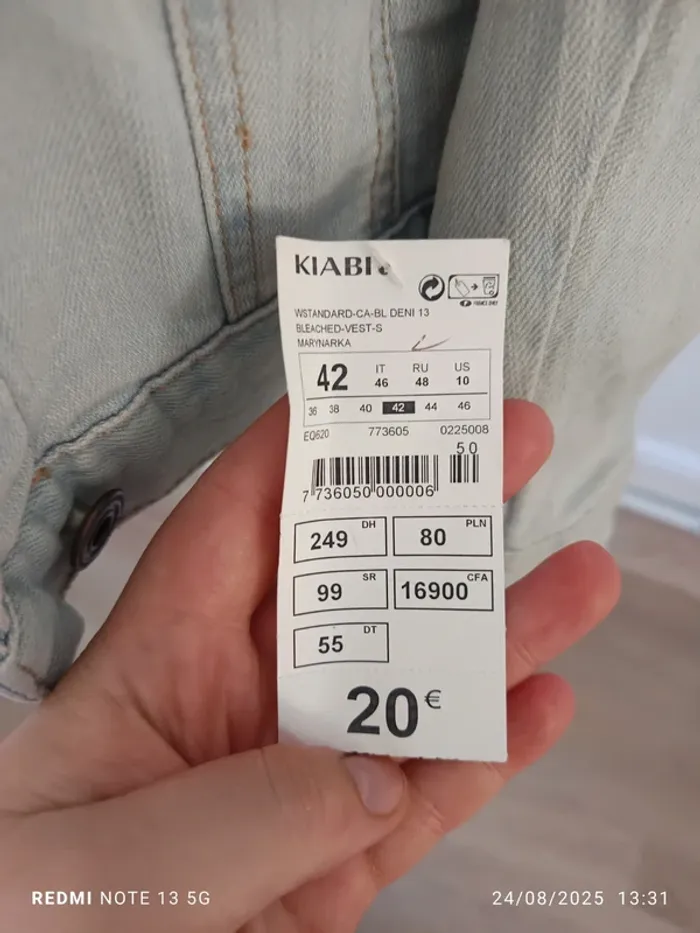 KIABI
FRANCE ONLY
WSTANDARD-CA-BL DENI 13
BLEACHED-VEST-S
MARYNARKA
42 IT 46 RU 48 US 10
36 38 40 42 44 46
EQ620 773605 0225008
50
7 736050 000006
249 DH 80 PLN
99 SR 16900 CFA
55 DT
20 €
REDMI NOTE 13 5G 24/08/2025 13:31